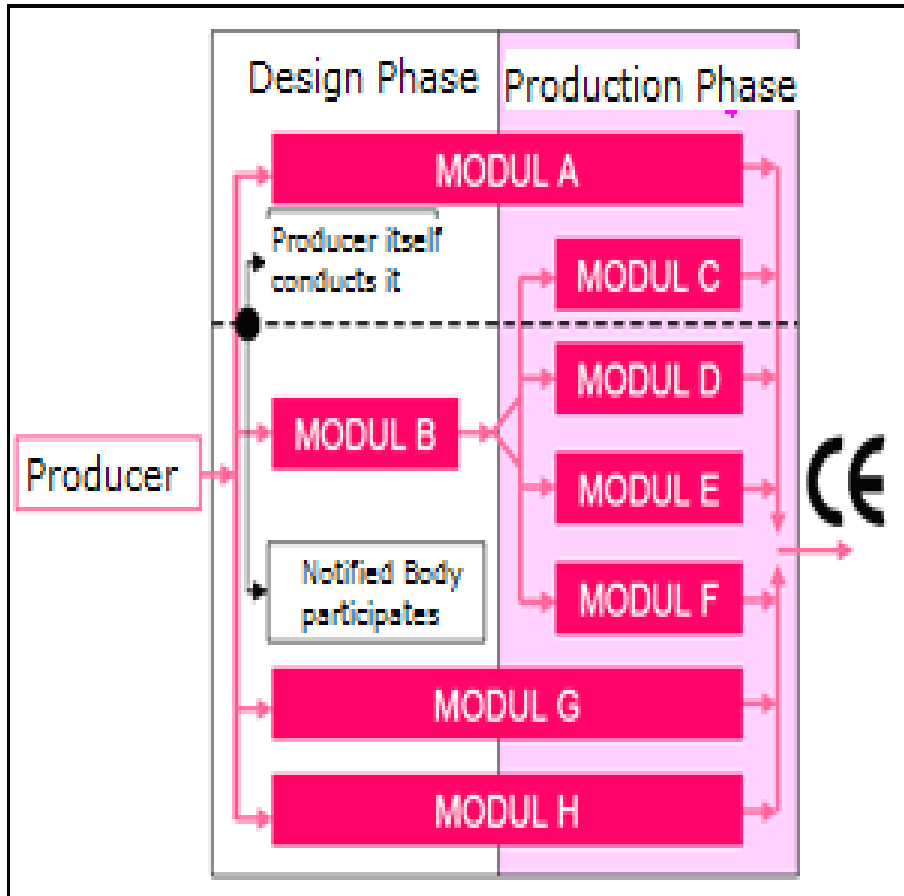 Design Phase
Production Phase
MODUL A
Producer itself
conducts it
MODUL C
MODUL D
MODUL B
Producer
MODUL E
CE
Notified Body
participates
MODUL F
MODUL G
MODUL H